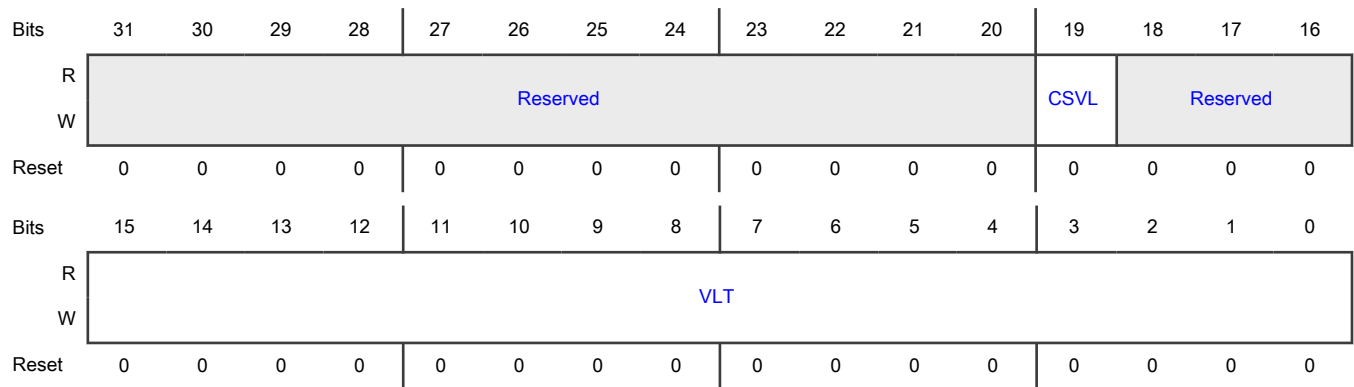 Bits 31 30 29 28 27 26 25 24 23 22 21 20 19 18 17 16
R
Reserved CSVL Reserved
W
Reset 0 0 0 0 0 0 0 0 0 0 0 0 0 0 0 0
Bits 15 14 13 12 11 10 9 8 7 6 5 4 3 2 1 0
R
VLT
W
Reset 0 0 0 0 0 0 0 0 0 0 0 0 0 0 0 0